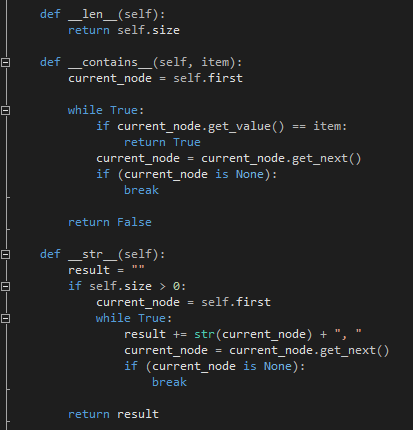 def __len__(self):
    return self.size

def __contains__(self, item):
    current_node = self.first

    while True:
        if current_node.get_value() == item:
            return True
        current_node = current_node.get_next()
        if (current_node is None):
            break

    return False

def __str__(self):
    result = ""
    if self.size > 0:
        current_node = self.first
        while True:
            result += str(current_node) + ", "
            current_node = current_node.get_next()
            if (current_node is None):
                break

    return result